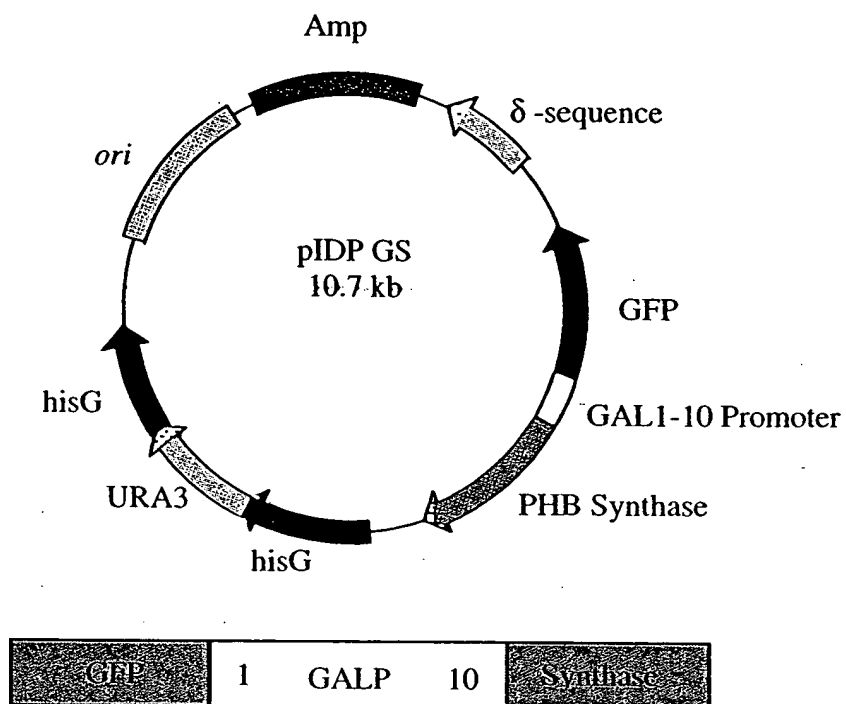 Amp
δ-sequence
ori
pIDP GS
10.7 kb
GFP
hisG
GAL1-10 Promoter
URA3
PHB Synthase
hisG
GFP 1 GALP 10 Synthase